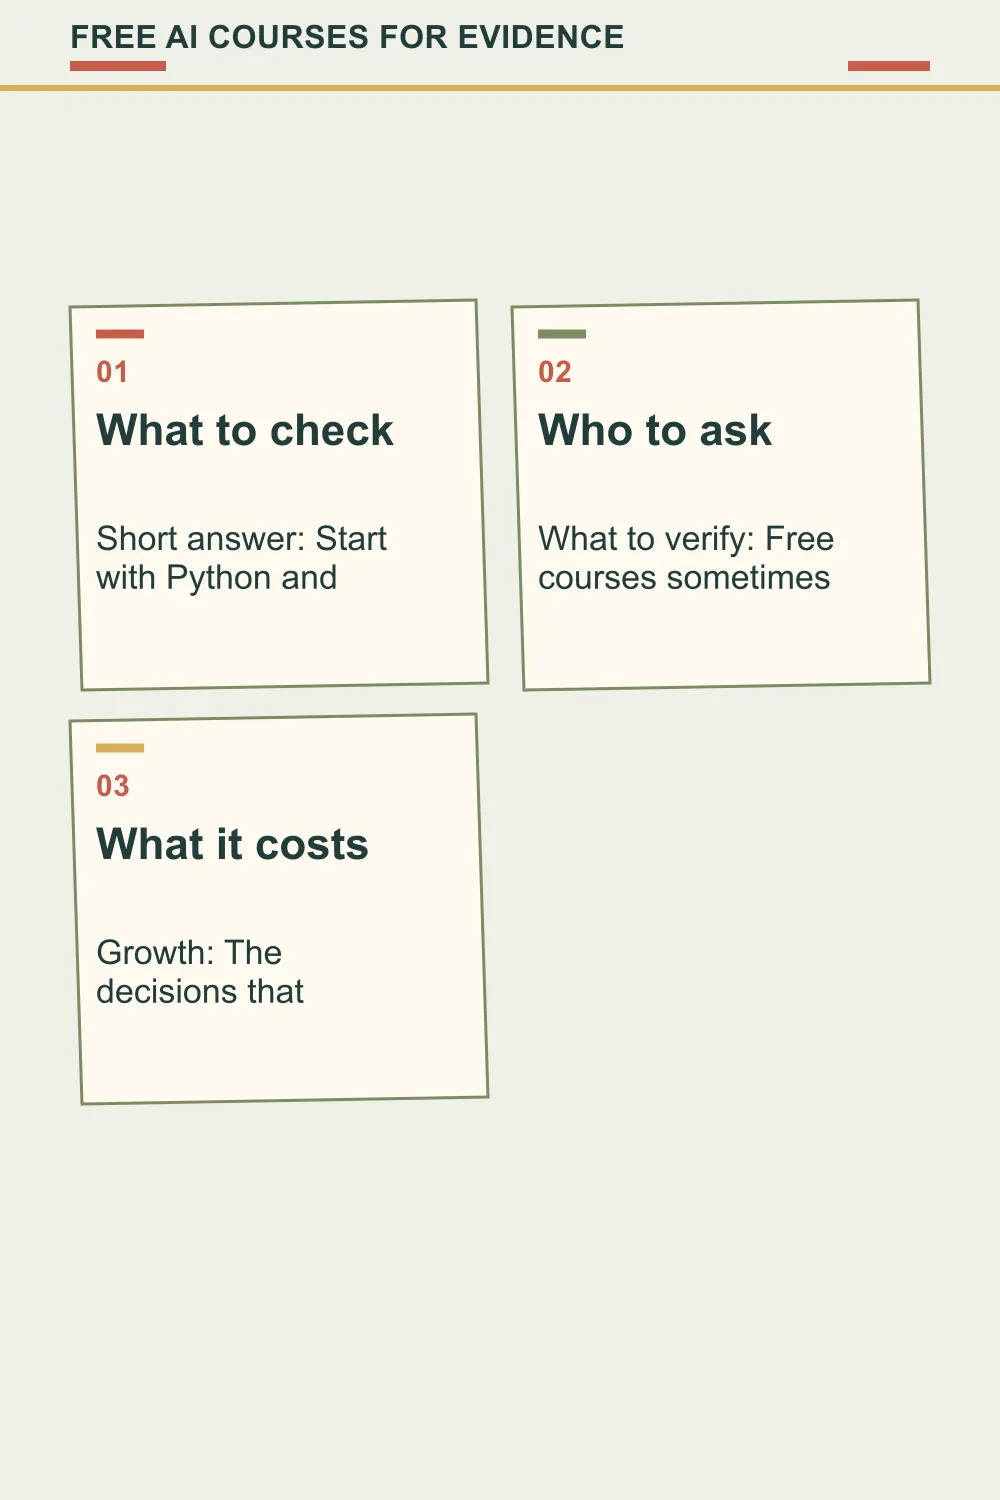 FREE AI COURSES FOR EVIDENCE
01
What to check
Short answer: Start
with Python and
02
Who to ask
What to verify: Free
courses sometimes
03
What it costs
Growth: The
decisions that